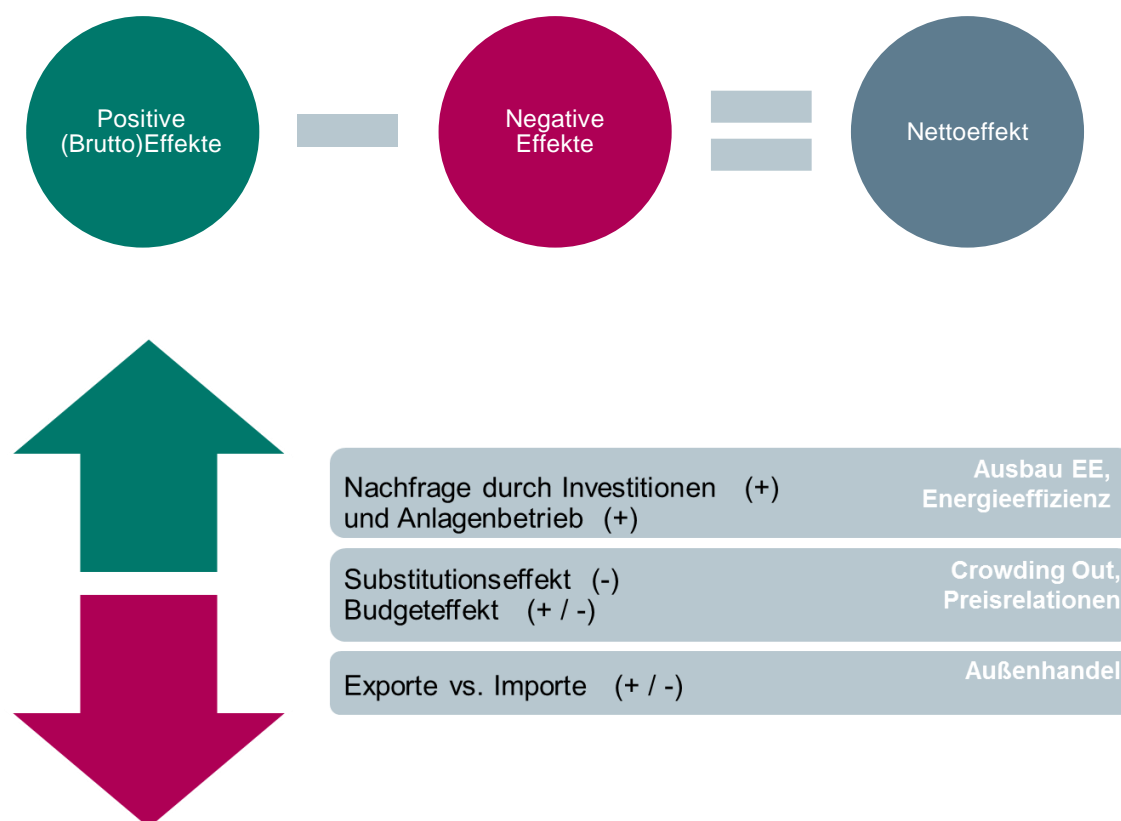 Positive
(Brutto)Effekte
Negative
Effekte
Nettoeffekt
Nachfrage durch Investitionen (+)
und Anlagenbetrieb (+)
Ausbau EE,
Energieeffizienz
Substitutionseffekt (-)
Budgeteffekt (+ / -)
Crowding Out,
Preisrelationen
Exporte vs. Importe (+ / -)
Außenhandel